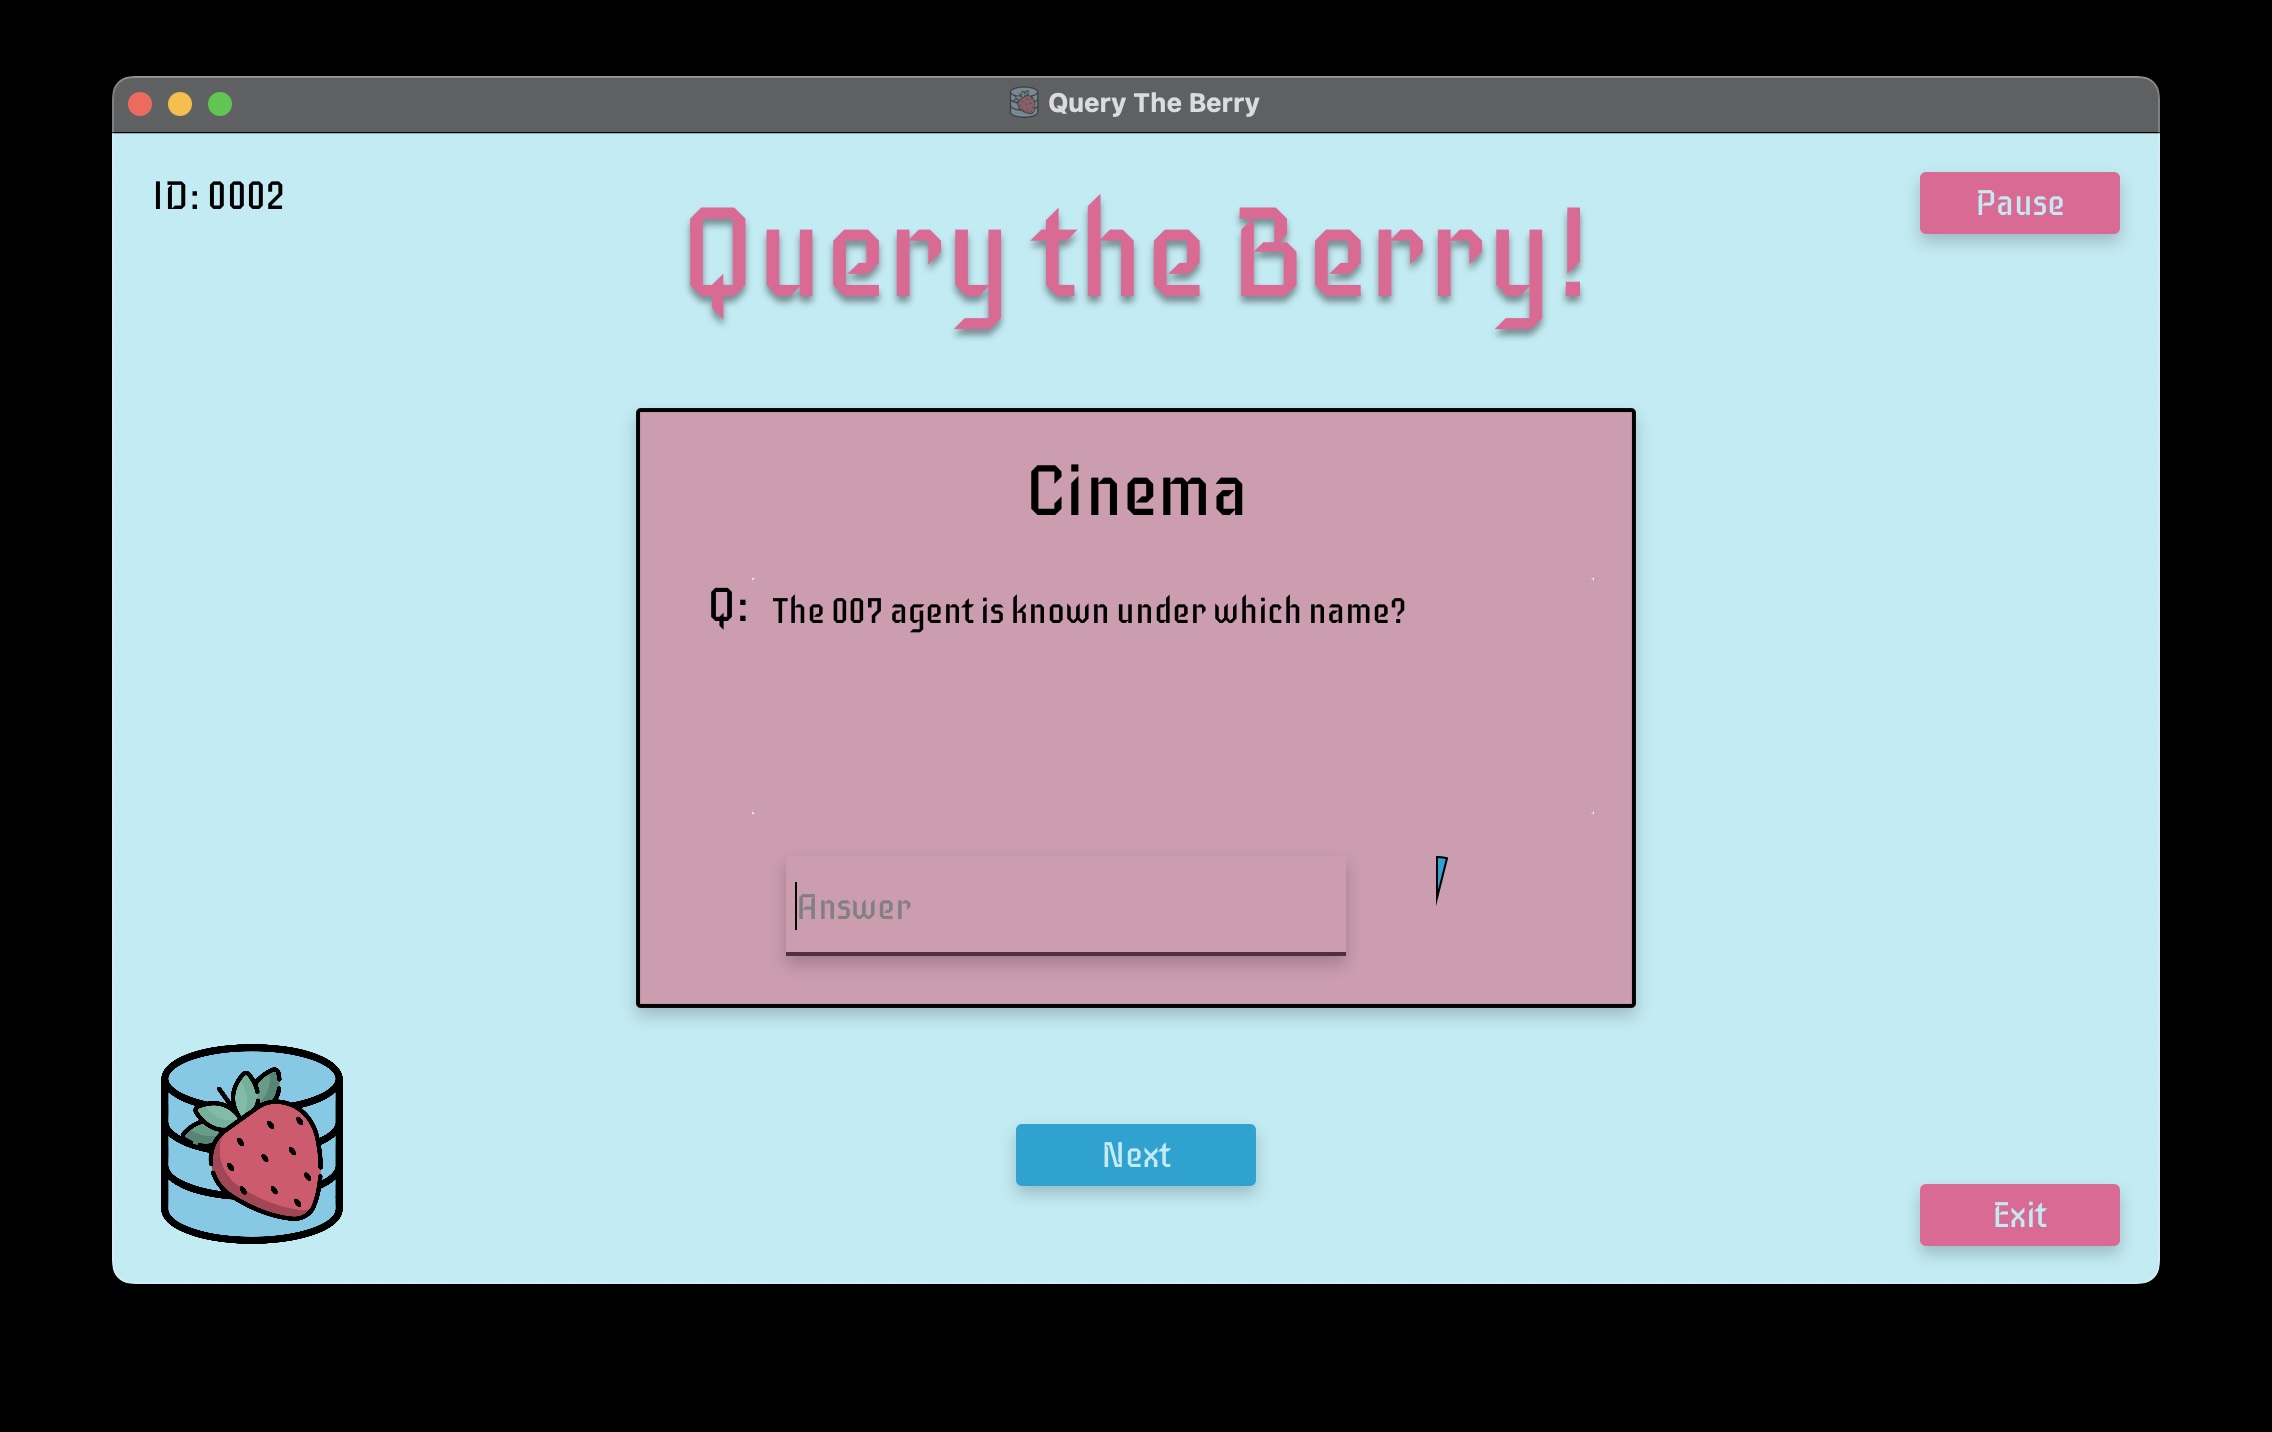 Query The Berry
ID: 0002
Pause
Query the Berry!
Cinema
Q: The 007 agent is known under which name?
Answer
Next
Exit